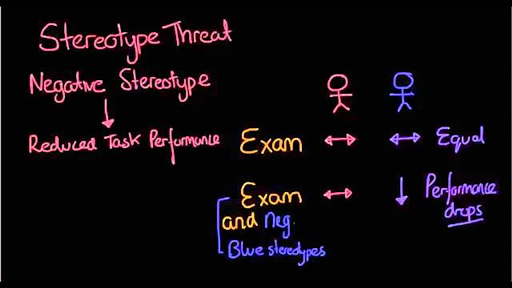 Stereotype Threat
Negative Stereotype
Reduced Task Performance
Exam
Equal
Exam
and Neg.
Blue stereotypes
Performance
drops